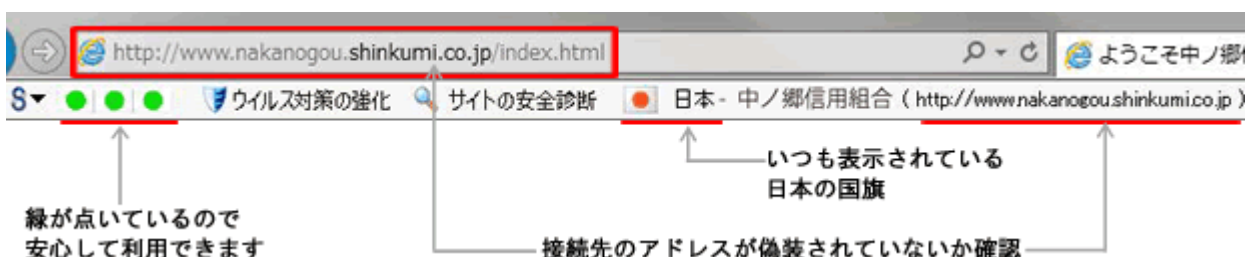 http://www.nakanogou.shinkumi.co.jp/index.html ようこそ中ノ郷
S ウイルス対策の強化 サイトの安全診断 日本 - 中ノ郷信用組合 ( http://www.nakanogou.shinkumi.co.jp )
いつも表示されている
日本の国旗
緑が点いているので
安心して利用できます
接続先のアドレスが偽装されていないか確認